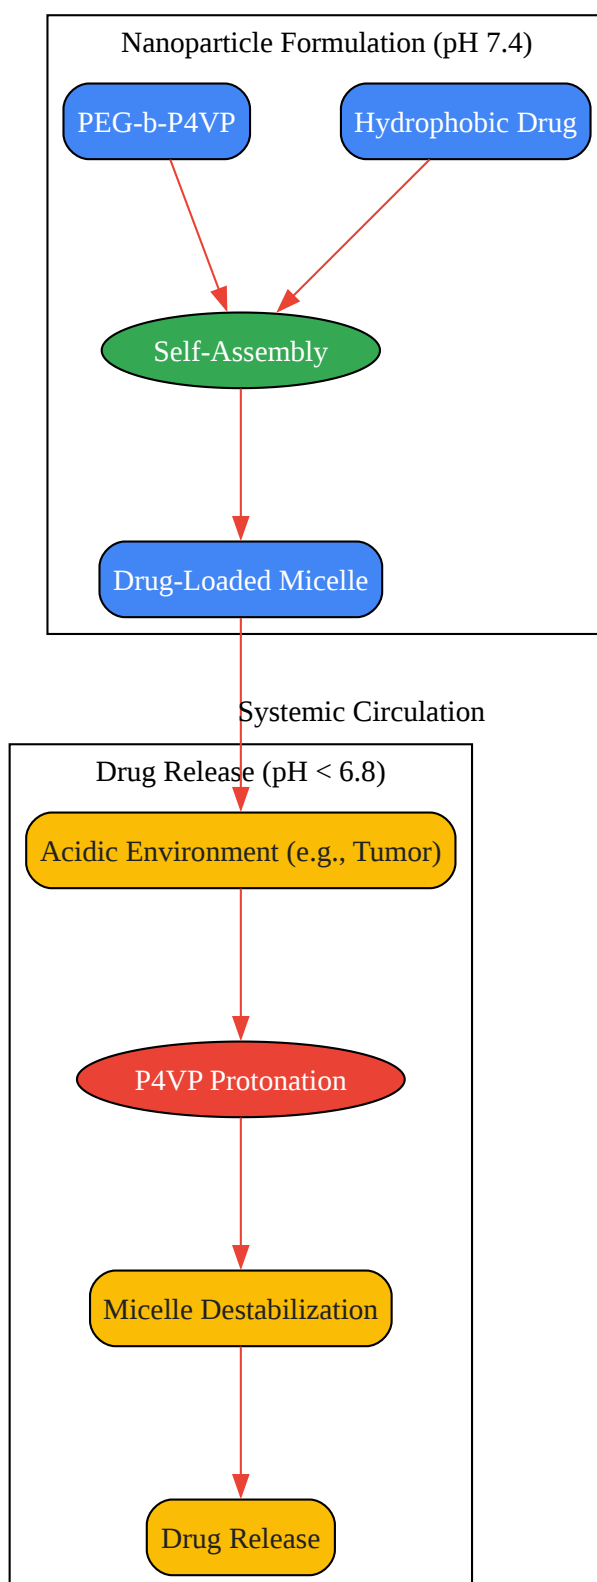 Nanoparticle Formulation (pH 7.4)
PEG-b-P4VP
Hydrophobic Drug
Self-Assembly
Drug-Loaded Micelle
Systemic Circulation
Drug Release (pH < 6.8)
Acidic Environment (e.g., Tumor)
P4VP Protonation
Micelle Destabilization
Drug Release